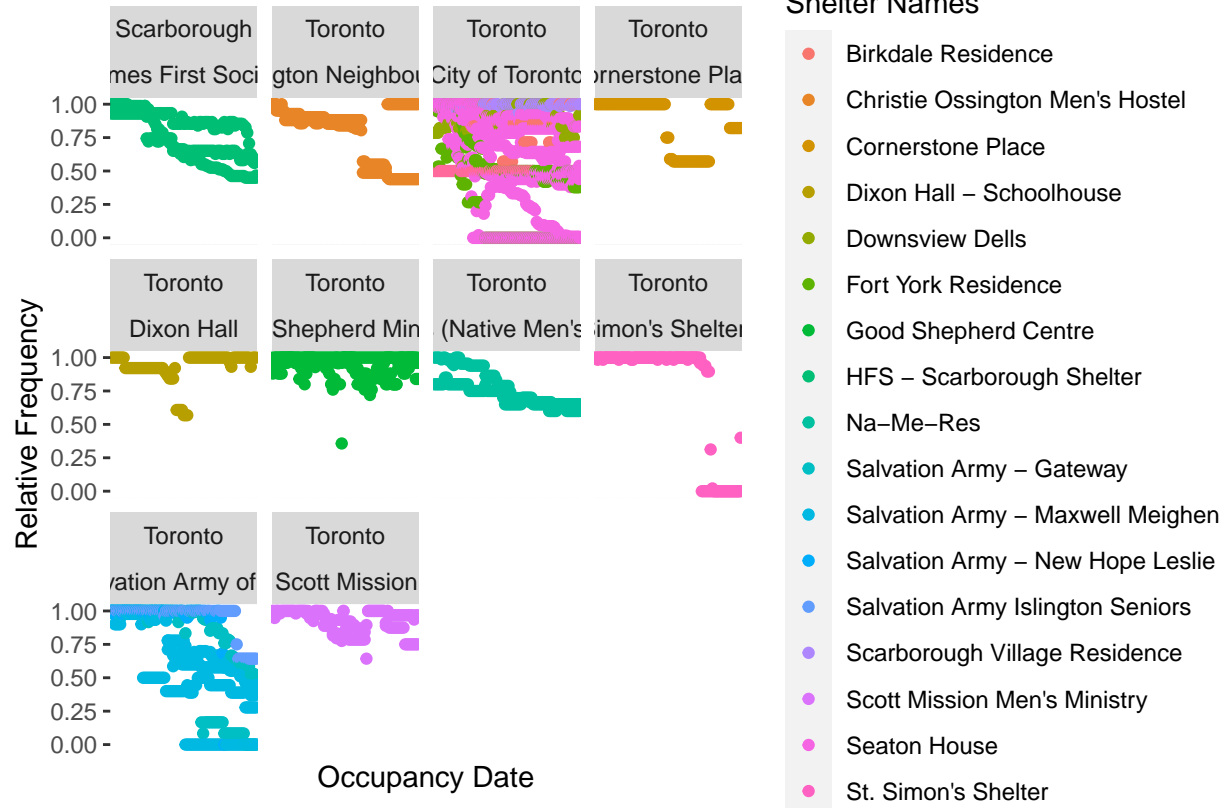 Shelter Names
Scarborough
mes First Soci
Toronto
gton Neighbou
Toronto
City of Toronto
Toronto
ornerstone Pla
1.00
0.75
0.50
0.25
0.00
Toronto
Dixon Hall
Toronto
Shepherd Min
Toronto
. (Native Men's
Toronto
Simon's Shelter
1.00
0.75
0.50
0.25
0.00
Toronto
vation Army of
Toronto
Scott Mission
1.00
0.75
0.50
0.25
0.00
Relative Frequency
Occupancy Date
Birkdale Residence
Christie Ossington Men's Hostel
Cornerstone Place
Dixon Hall − Schoolhouse
Downsview Dells
Fort York Residence
Good Shepherd Centre
HFS − Scarborough Shelter
Na−Me−Res
Salvation Army − Gateway
Salvation Army − Maxwell Meighen
Salvation Army − New Hope Leslie
Salvation Army Islington Seniors
Scarborough Village Residence
Scott Mission Men's Ministry
Seaton House
St. Simon's Shelter